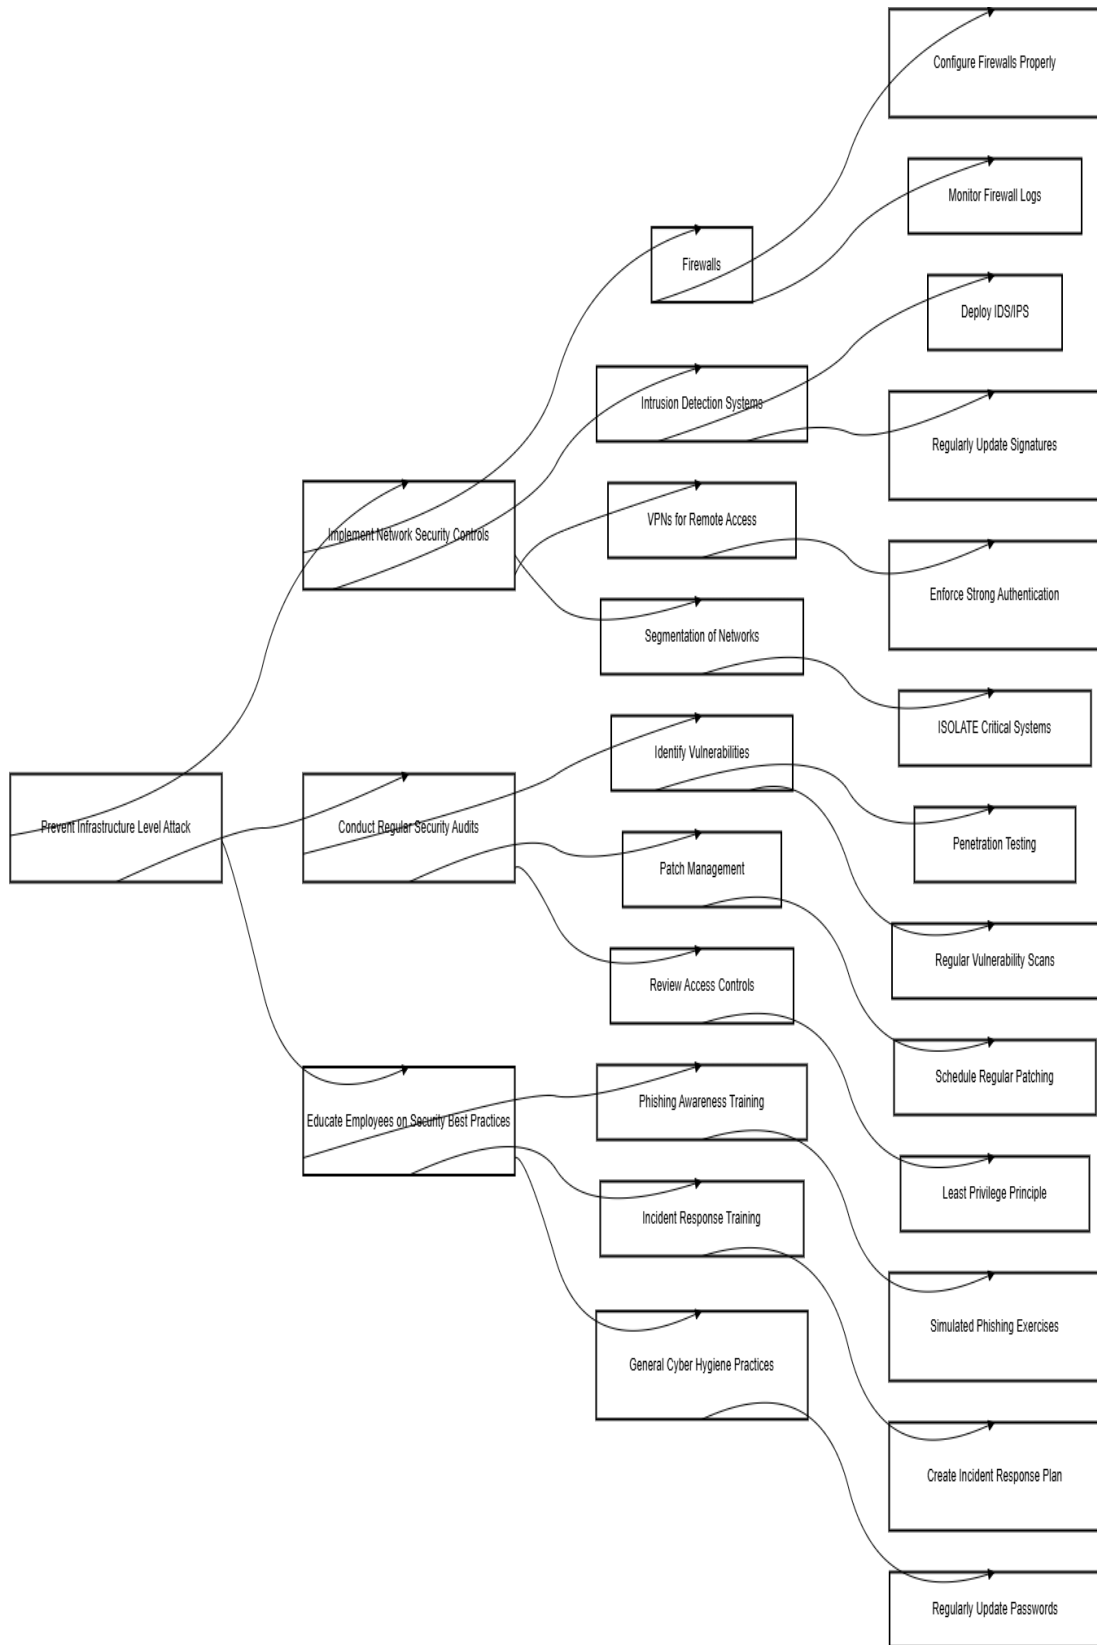 Prevent Infrastructure Level Attack
Implement Network Security Controls
Conduct Regular Security Audits
Educate Employees on Security Best Practices
Firewalls
Intrusion Detection Systems
VPNs for Remote Access
Segmentation of Networks
Identify Vulnerabilities
Patch Management
Review Access Controls
Phishing Awareness Training
Incident Response Training
General Cyber Hygiene Practices
Configure Firewalls Properly
Monitor Firewall Logs
Deploy IDS/IPS
Regularly Update Signatures
Enforce Strong Authentication
ISOLATE Critical Systems
Penetration Testing
Regular Vulnerability Scans
Schedule Regular Patching
Least Privilege Principle
Simulated Phishing Exercises
Create Incident Response Plan
Regularly Update Passwords